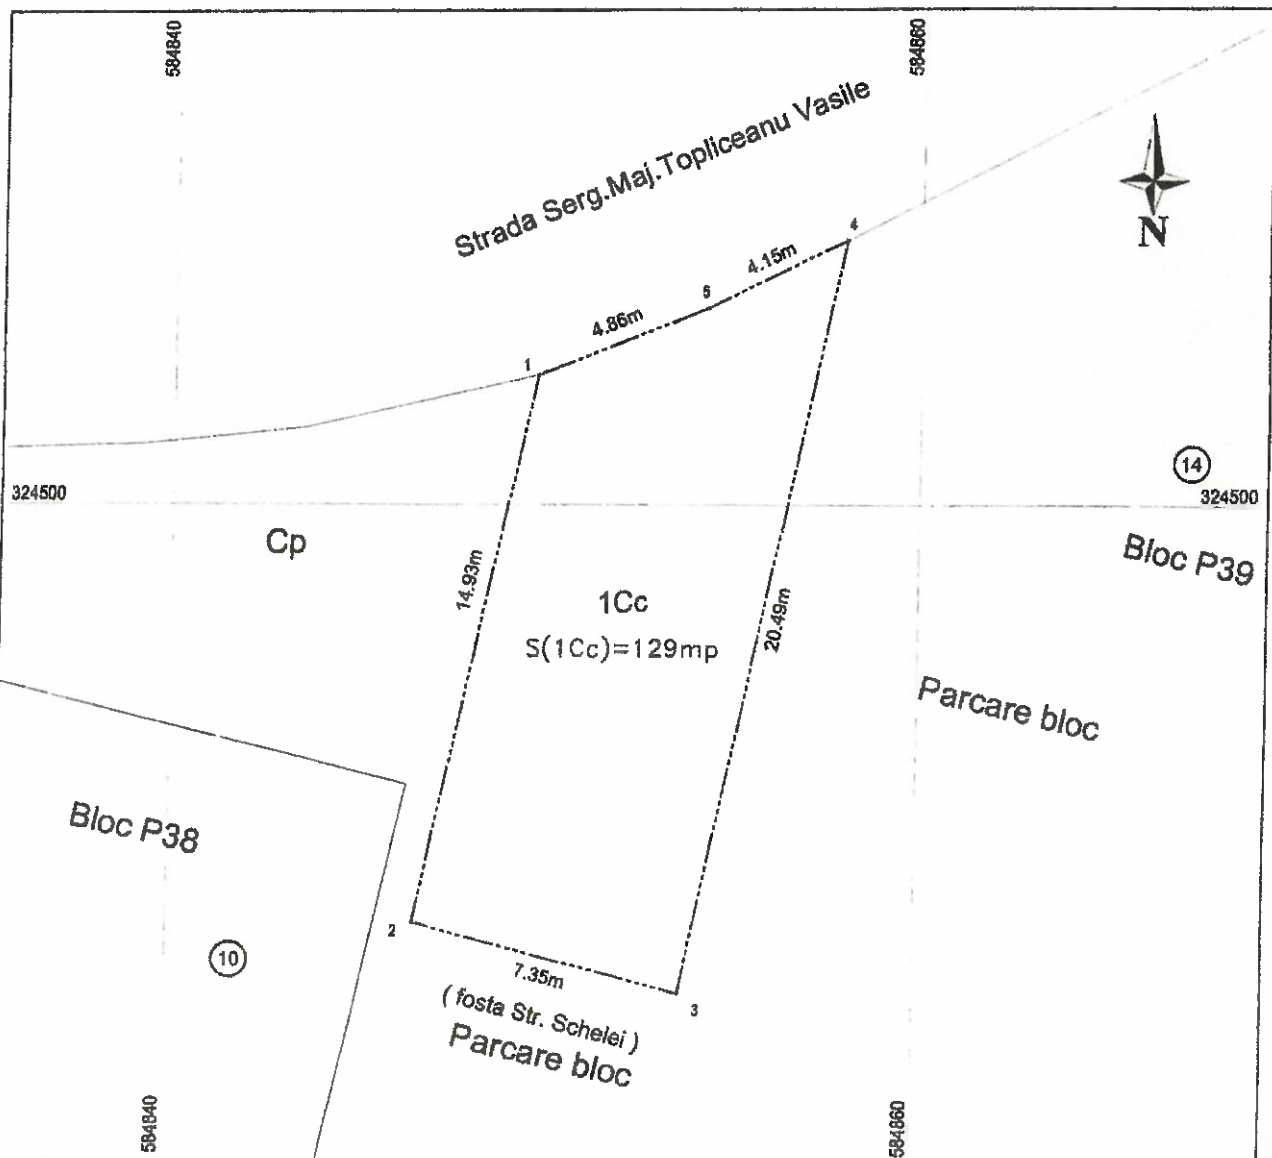 584840
584860
Strada Serg.Maj.Topliceanu Vasile
N
4
4.15m
5
4.86m
1
14
324500
324500
Cp
Bloc P39
14.93m
1Cc
S(1Cc)=129mp
20.49m
Parcare bloc
Bloc P38
2
10
7.35m
3
( fosta Str. Schelei )
Parcare bloc
584840
584860